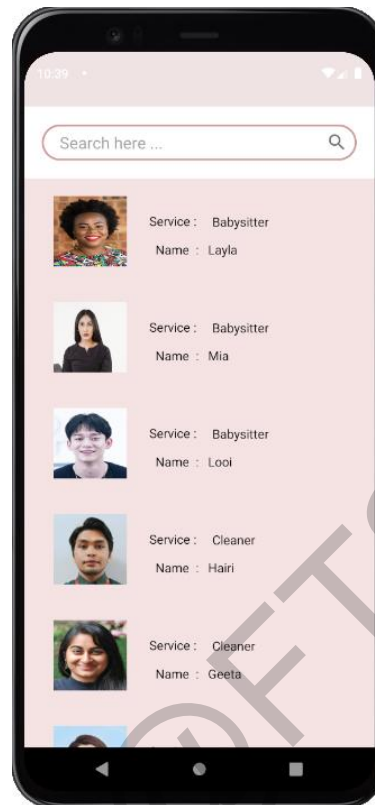 10:39
Search here ...
Service : Babysitter
Name : Layla
Service : Babysitter
Name : Mia
Service : Babysitter
Name : Looi
Service : Cleaner
Name : Hairi
Service : Cleaner
Name : Geeta
@FTS